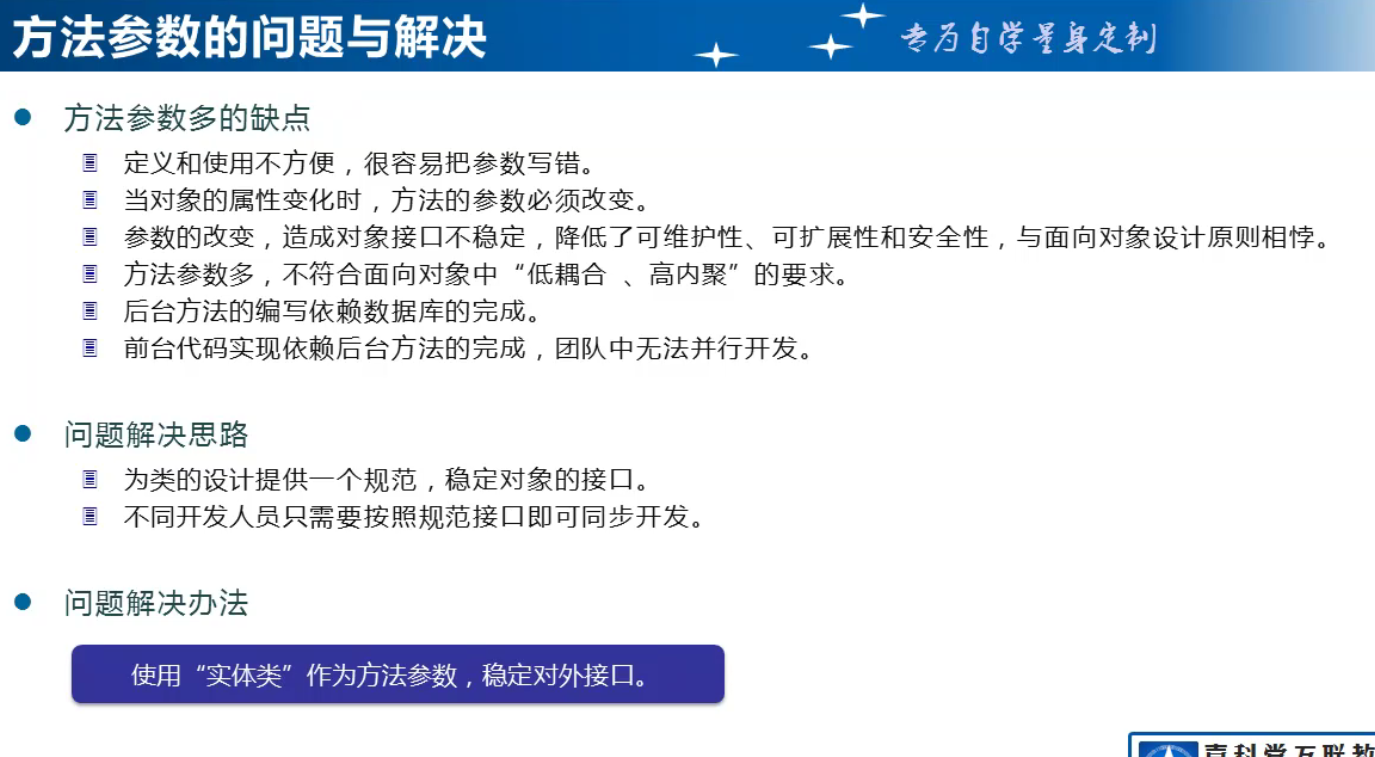 方法参数的问题与解决
专为自学量身定制
方法参数多的缺点
定义和使用不方便，很容易把参数写错。
当对象的属性变化时，方法的参数必须改变。
参数的改变，造成对象接口不稳定，降低了可维护性、可扩展性和安全性，与面向对象设计原则相悖。
方法参数多，不符合面向对象中“低耦合 、高内聚”的要求。
后台方法的编写依赖数据库的完成。
前台代码实现依赖后台方法的完成，团队中无法并行开发。
问题解决思路
为类的设计提供一个规范，稳定对象的接口。
不同开发人员只需要按照规范接口即可同步开发。
问题解决办法
使用“实体类”作为方法参数，稳定对外接口。